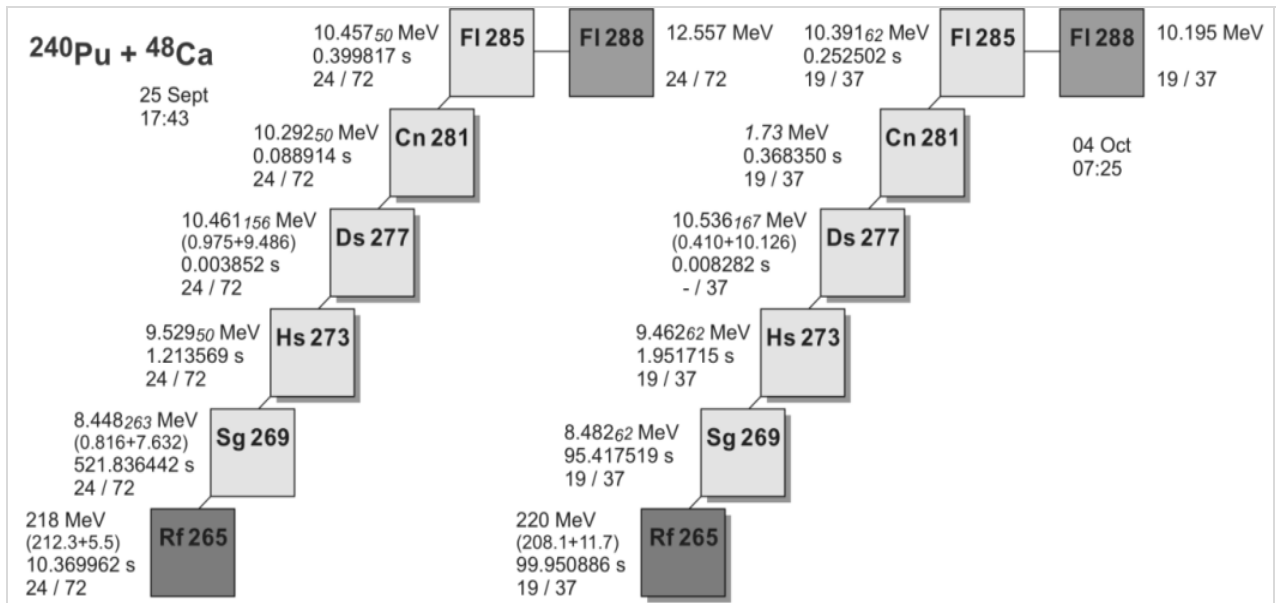 ²⁴⁰Pu + ⁴⁸Ca
25 Sept
17:43
10.457₅₀ MeV
0.399817 s
24 / 72
Fl 285
Fl 288
12.557 MeV
24 / 72
10.292₅₀ MeV
0.088914 s
24 / 72
Cn 281
10.461₁₅₆ MeV
(0.975+9.486)
0.003852 s
24 / 72
Ds 277
9.529₅₀ MeV
1.213569 s
24 / 72
Hs 273
8.448₂₆₃ MeV
(0.816+7.632)
521.836442 s
24 / 72
Sg 269
218 MeV
(212.3+5.5)
10.369962 s
24 / 72
Rf 265
10.391₆₂ MeV
0.252502 s
19 / 37
Fl 285
Fl 288
10.195 MeV
19 / 37
04 Oct
07:25
1.73 MeV
0.368350 s
19 / 37
Cn 281
10.536₁₆₇ MeV
(0.410+10.126)
0.008282 s
- / 37
Ds 277
9.462₆₂ MeV
1.951715 s
19 / 37
Hs 273
8.482₆₂ MeV
95.417519 s
19 / 37
Sg 269
220 MeV
(208.1+11.7)
99.950886 s
19 / 37
Rf 265